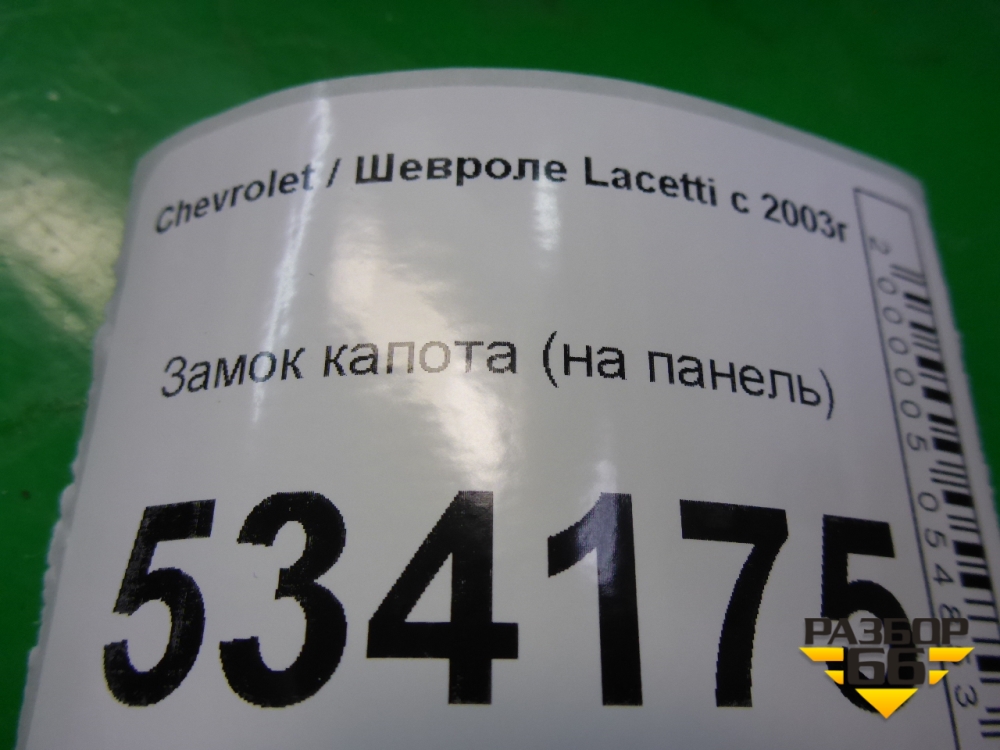 Chevrolet / Шевроле Lacetti с 2003г
Замок капота (на панель)
534175
РАЗБОР
66